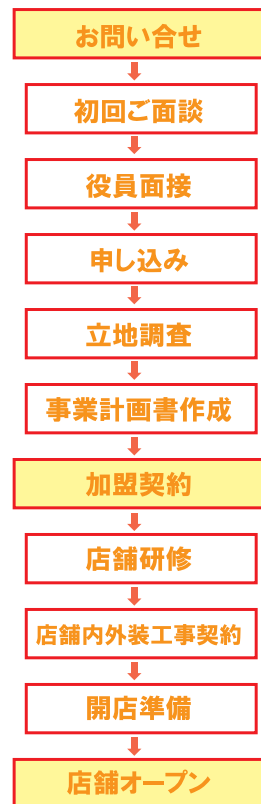 お問い合せ
初回ご面談
役員面接
申し込み
立地調査
事業計画書作成
加盟契約
店舗研修
店舗内外装工事契約
開店準備
店舗オープン